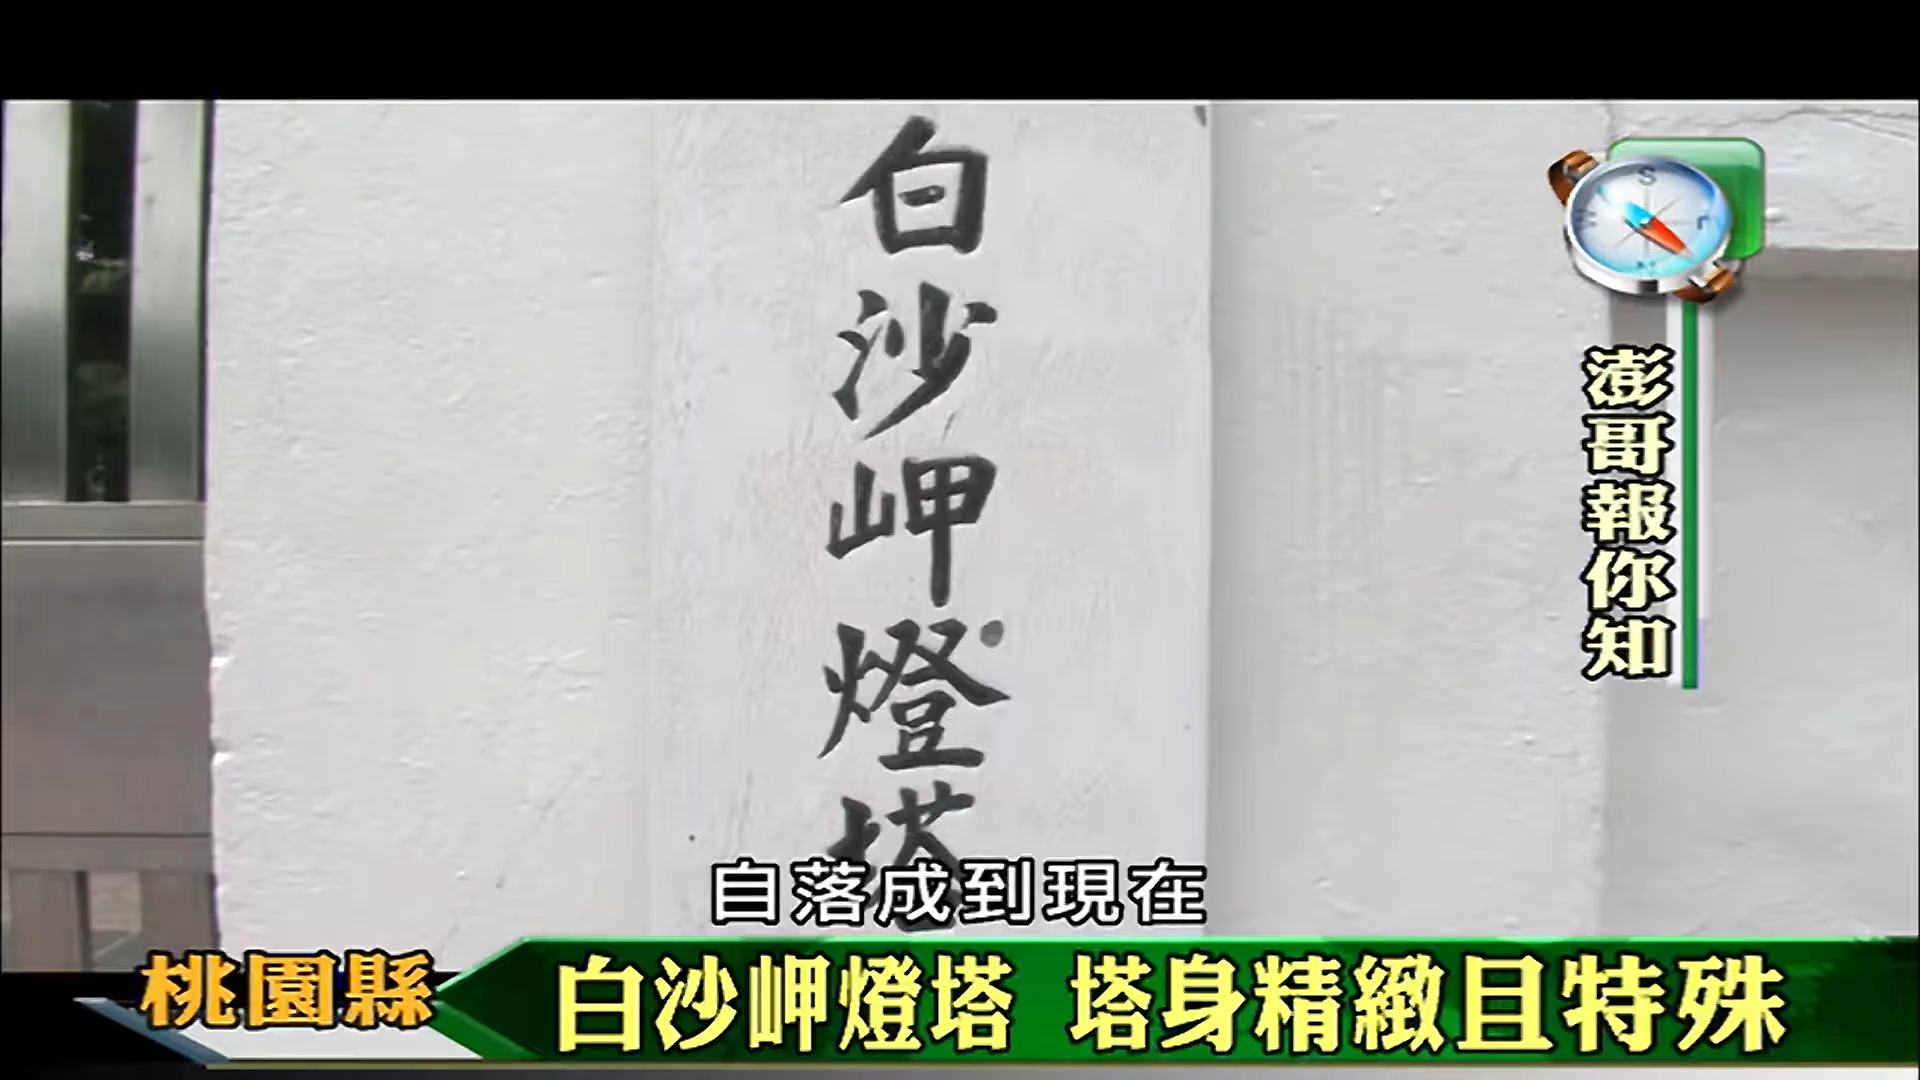 白沙岬燈塔
澎哥報你知
自落成到現在
桃園縣
白沙岬燈塔 塔身精緻且特殊